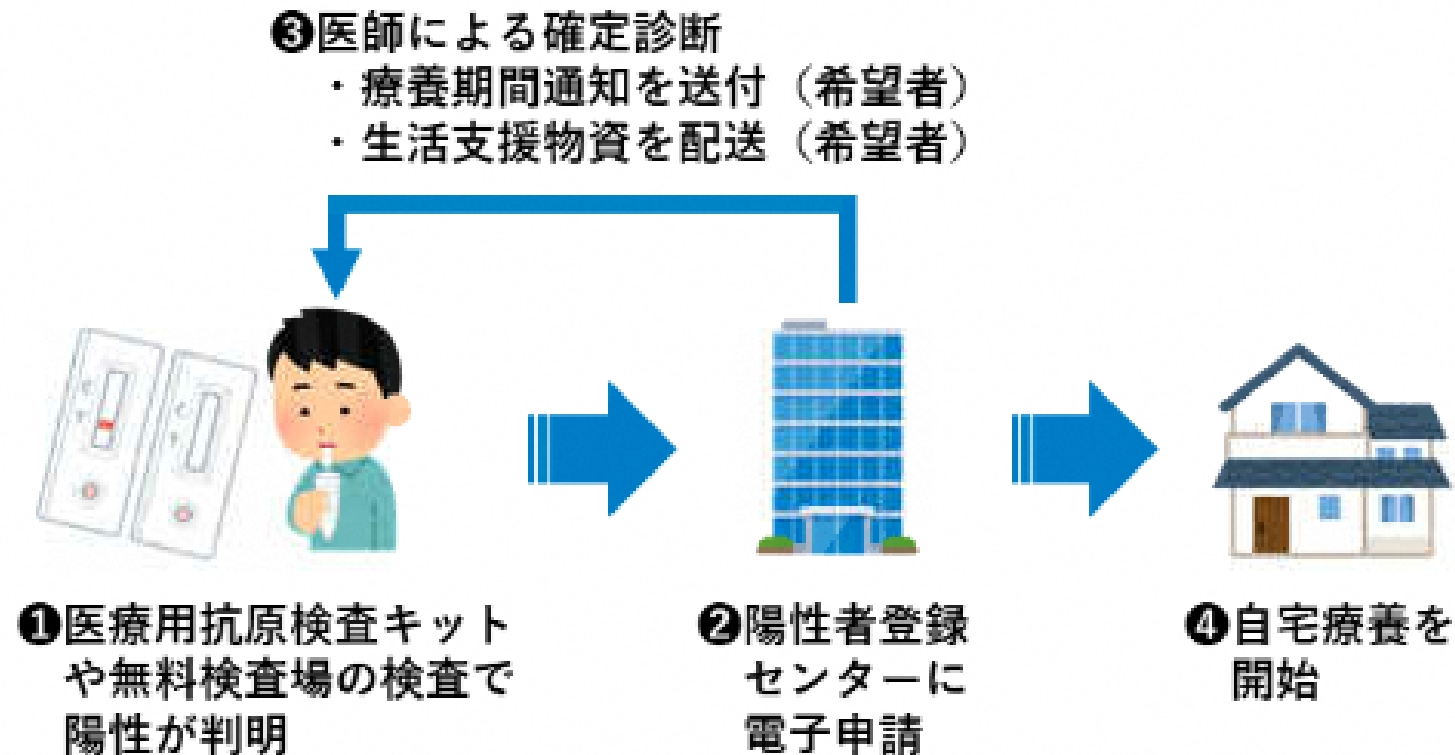 ❸医師による確定診断
・療養期間通知を送付（希望者）
・生活支援物資を配送（希望者）
❶医療用抗原検査キット
や無料検査場の検査で
陽性が判明
❷陽性者登録
センターに
電子申請
❹自宅療養を
開始